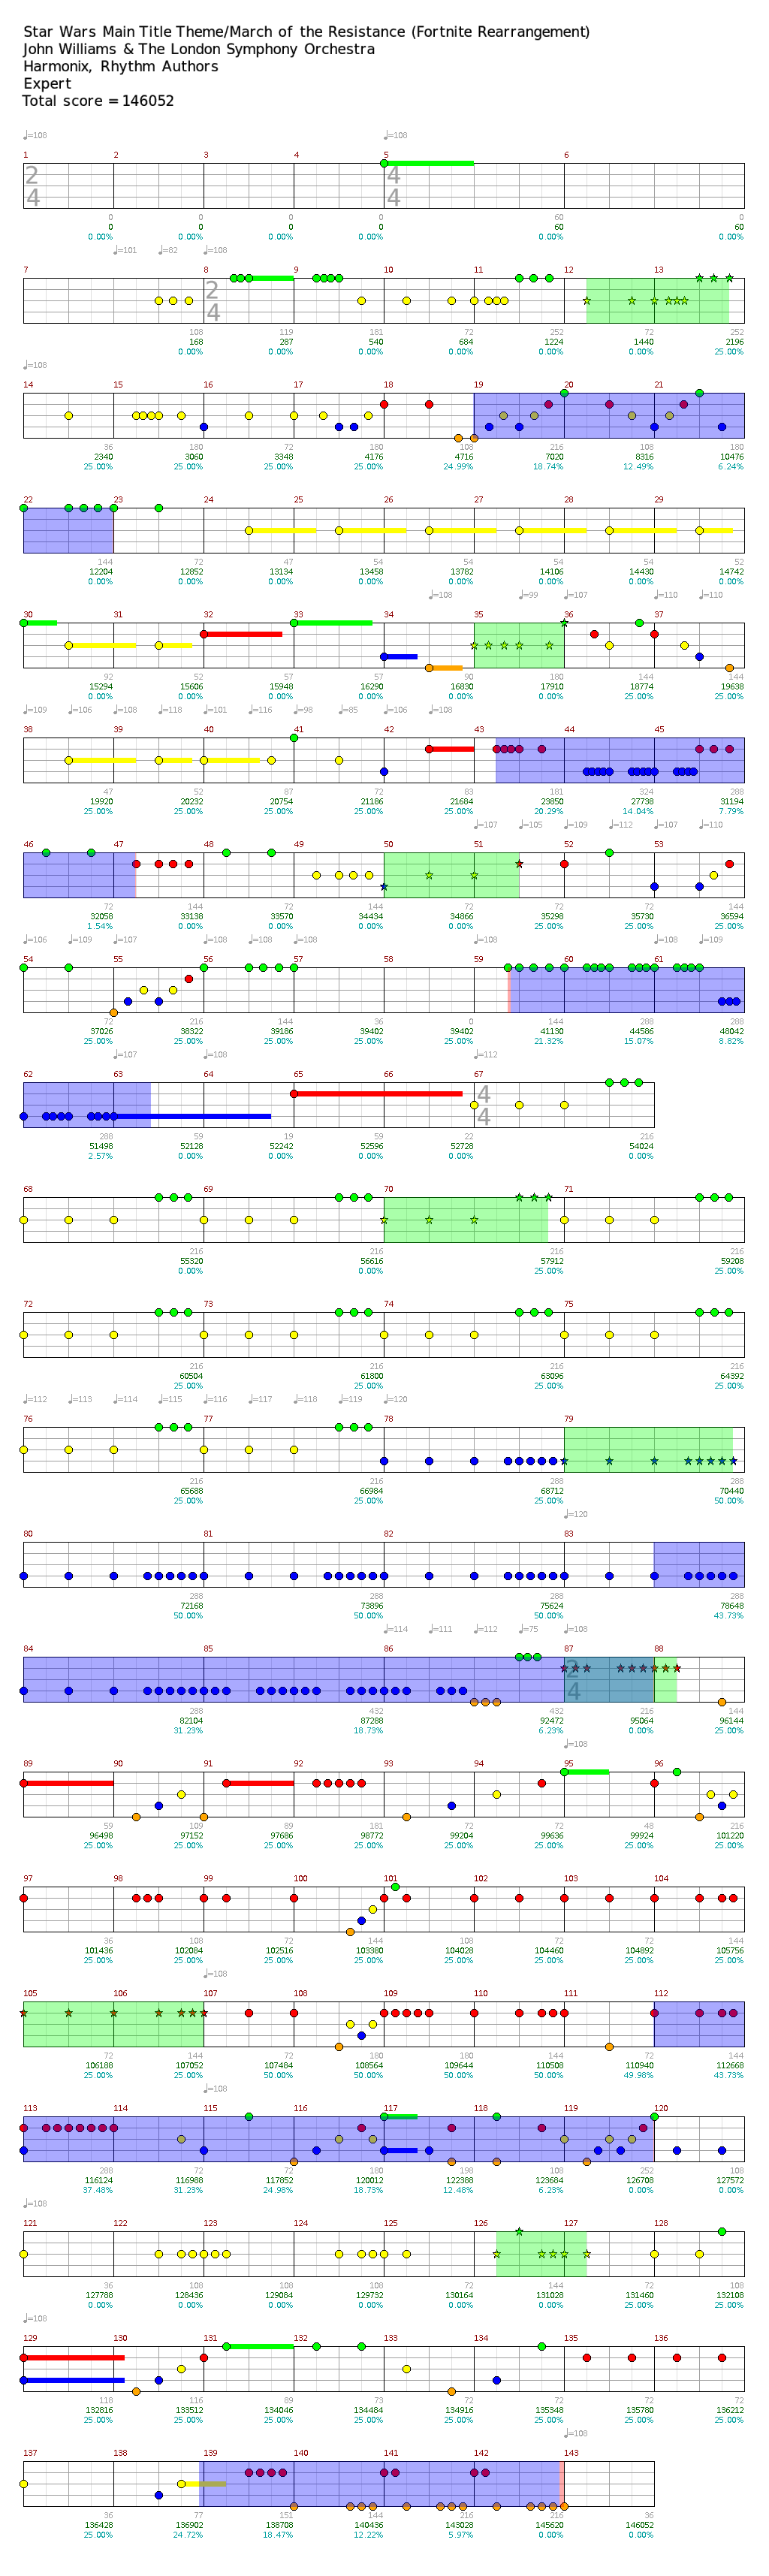 Star Wars Main Title Theme/March of the Resistance (Fortnite Rearrangement)
John Williams & The London Symphony Orchestra
Harmonix, Rhythm Authors
Expert
Total score = 146052
♩=108 ♩=108
1 2 3 4 5 6
2 4
4 4
0 0 0 0 60 0
0 0 0 0 60 60
0.00% 0.00% 0.00% 0.00% 0.00% 0.00%
♩=101 ♩=82 ♩=108
7 8 9 10 11 12 13
2
4
108 119 181 72 252 72 252
168 287 540 684 1224 1440 2196
0.00% 0.00% 0.00% 0.00% 0.00% 0.00% 25.00%
♩=108
14 15 16 17 18 19 20 21
36 180 72 180 108 216 108 180
2340 3060 3348 4176 4716 7020 8316 10476
25.00% 25.00% 25.00% 25.00% 24.99% 18.74% 12.49% 6.24%
22 23 24 25 26 27 28 29
144 72 47 54 54 54 54 52
12204 12852 13134 13458 13782 14106 14430 14742
0.00% 0.00% 0.00% 0.00% 0.00% 0.00% 0.00% 0.00%
♩=108 ♩=99 ♩=107 ♩=110 ♩=110
30 31 32 33 34 35 36 37
92 52 57 57 90 180 144 144
15294 15606 15948 16290 16830 17910 18774 19638
0.00% 0.00% 0.00% 0.00% 0.00% 0.00% 25.00% 25.00%
♩=109 ♩=106 ♩=108 ♩=118 ♩=101 ♩=116 ♩=98 ♩=85 ♩=106 ♩=108
38 39 40 41 42 43 44 45
47 52 87 72 83 181 324 288
19920 20232 20754 21186 21684 23850 27738 31194
25.00% 25.00% 25.00% 25.00% 25.00% 20.29% 14.04% 7.79%
♩=107 ♩=105 ♩=109 ♩=112 ♩=107 ♩=110
46 47 48 49 50 51 52 53
72 144 72 144 72 72 72 144
32058 33138 33570 34434 34866 35298 35730 36594
1.54% 0.00% 0.00% 0.00% 0.00% 25.00% 25.00% 25.00%
♩=106 ♩=109 ♩=107 ♩=108 ♩=108 ♩=108 ♩=108 ♩=108 ♩=109
54 55 56 57 58 59 60 61
72 216 144 36 0 144 288 288
37026 38322 39186 39402 39402 41130 44586 48042
25.00% 25.00% 25.00% 25.00% 25.00% 21.32% 15.07% 8.82%
♩=107 ♩=108 ♩=112
62 63 64 65 66 67
4
4
288 59 19 59 22 216
51498 52128 52242 52596 52728 54024
2.57% 0.00% 0.00% 0.00% 0.00% 0.00%
68 69 70 71
216 216 216 216
55320 56616 57912 59208
0.00% 0.00% 25.00% 25.00%
72 73 74 75
216 216 216 216
60504 61800 63096 64392
25.00% 25.00% 25.00% 25.00%
♩=112 ♩=113 ♩=114 ♩=115 ♩=116 ♩=117 ♩=118 ♩=119 ♩=120
76 77 78 79
216 216 288 288
65688 66984 68712 70440
25.00% 25.00% 25.00% 50.00%
♩=120
80 81 82 83
288 288 288 288
72168 73896 75624 78648
50.00% 50.00% 50.00% 43.73%
♩=114 ♩=111 ♩=112 ♩=75 ♩=108
84 85 86 87 88
2
4
288 432 432 216 144
82104 87288 92472 95064 96144
31.23% 18.73% 6.23% 0.00% 25.00%
♩=108
89 90 91 92 93 94 95 96
59 109 89 181 72 72 48 216
96498 97152 97686 98772 99204 99636 99924 101220
25.00% 25.00% 25.00% 25.00% 25.00% 25.00% 25.00% 25.00%
97 98 99 100 101 102 103 104
36 108 72 144 108 72 72 144
101436 102084 102516 103380 104028 104460 104892 105756
25.00% 25.00% 25.00% 25.00% 25.00% 25.00% 25.00% 25.00%
♩=108
105 106 107 108 109 110 111 112
72 144 72 180 180 144 72 144
106188 107052 107484 108564 109644 110508 110940 112668
25.00% 25.00% 50.00% 50.00% 50.00% 50.00% 49.98% 43.73%
♩=108
113 114 115 116 117 118 119 120
288 72 72 180 198 108 252 108
116124 116988 117852 120012 122388 123684 126708 127572
37.48% 31.23% 24.98% 18.73% 12.48% 6.23% 0.00% 0.00%
♩=108
121 122 123 124 125 126 127 128
36 108 108 108 72 144 72 108
127788 128436 129084 129732 130164 131028 131460 132108
0.00% 0.00% 0.00% 0.00% 0.00% 0.00% 25.00% 25.00%
♩=108
129 130 131 132 133 134 135 136
118 116 89 73 72 72 72 72
132816 133512 134046 134484 134916 135348 135780 136212
25.00% 25.00% 25.00% 25.00% 25.00% 25.00% 25.00% 25.00%
♩=108
137 138 139 140 141 142 143
36 77 151 144 216 216 36
136428 136902 138708 140436 143028 145620 146052
25.00% 24.72% 18.47% 12.22% 5.97% 0.00% 0.00%